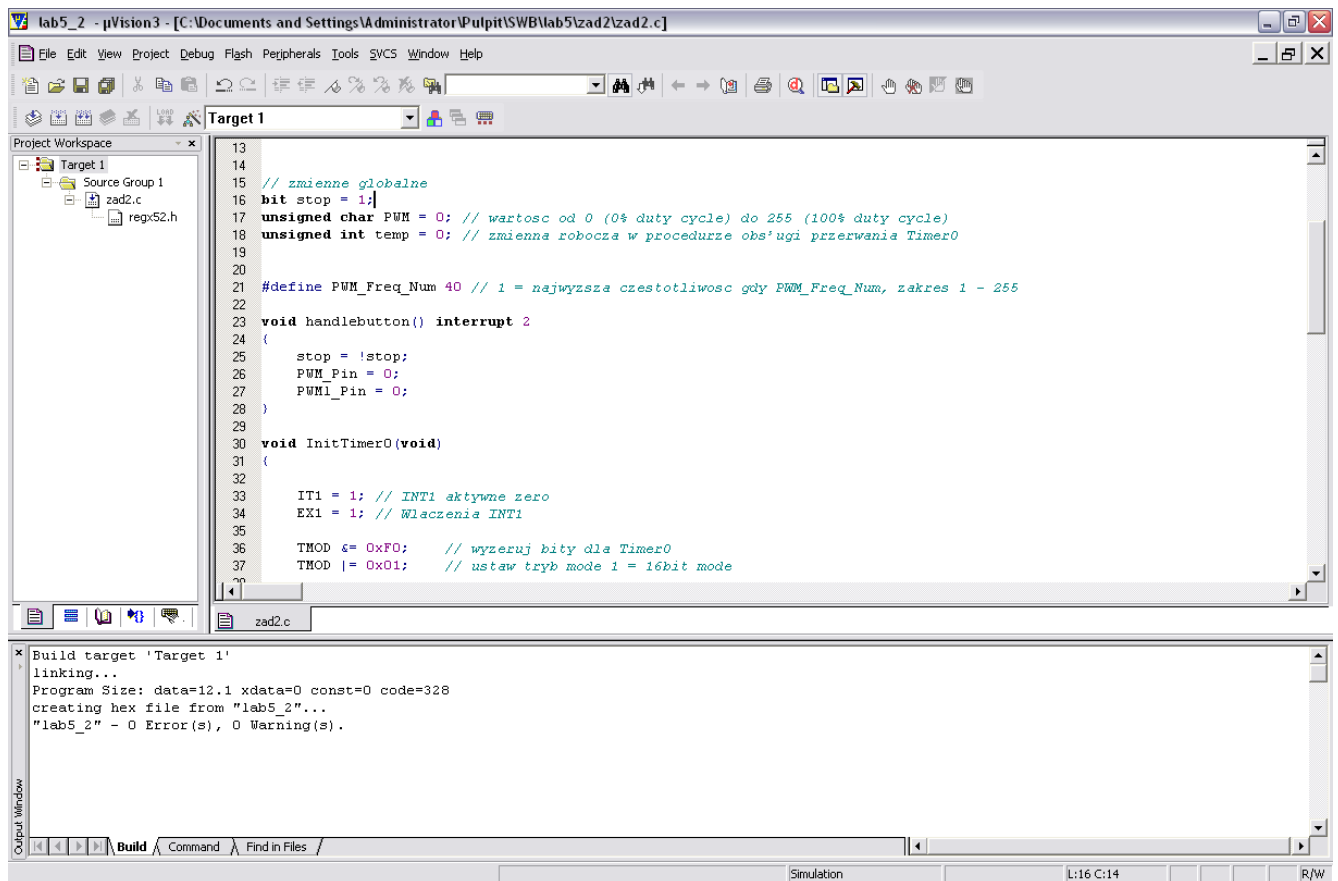 lab5_2 - µVision3 - [C:\Documents and Settings\Administrator\Pulpit\SWB\lab5\zad2\zad2.c]
File Edit View Project Debug Flash Peripherals Tools SVCS Window Help
LOAD
Target 1
Project Workspace
Target 1
Source Group 1
zad2.c
regx52.h
13
14
15 // zmienne globalne
16 bit stop = 1;
17 unsigned char PWM = 0; // wartosc od 0 (0% duty cycle) do 255 (100% duty cycle)
18 unsigned int temp = 0; // zmienna robocza w procedurze obs³ugi przerwania Timer0
19
20
21 #define PWM_Freq_Num 40 // 1 = najwyzsza czestotliwosc gdy PWM_Freq_Num, zakres 1 - 255
22
23 void handlebutton() interrupt 2
24 {
25 stop = !stop;
26 PWM_Pin = 0;
27 PWM1_Pin = 0;
28 }
29
30 void InitTimer0(void)
31 {
32
33 IT1 = 1; // INT1 aktywne zero
34 EX1 = 1; // Wlaczenia INT1
35
36 TMOD &= 0xF0; // wyzeruj bity dla Timer0
37 TMOD |= 0x01; // ustaw tryb mode 1 = 16bit mode
zad2.c
Build target 'Target 1'
linking...
Program Size: data=12.1 xdata=0 const=0 code=328
creating hex file from "lab5_2"...
"lab5_2" - 0 Error(s), 0 Warning(s).
Output Window
Build Command Find in Files
Simulation L:16 C:14 R/W